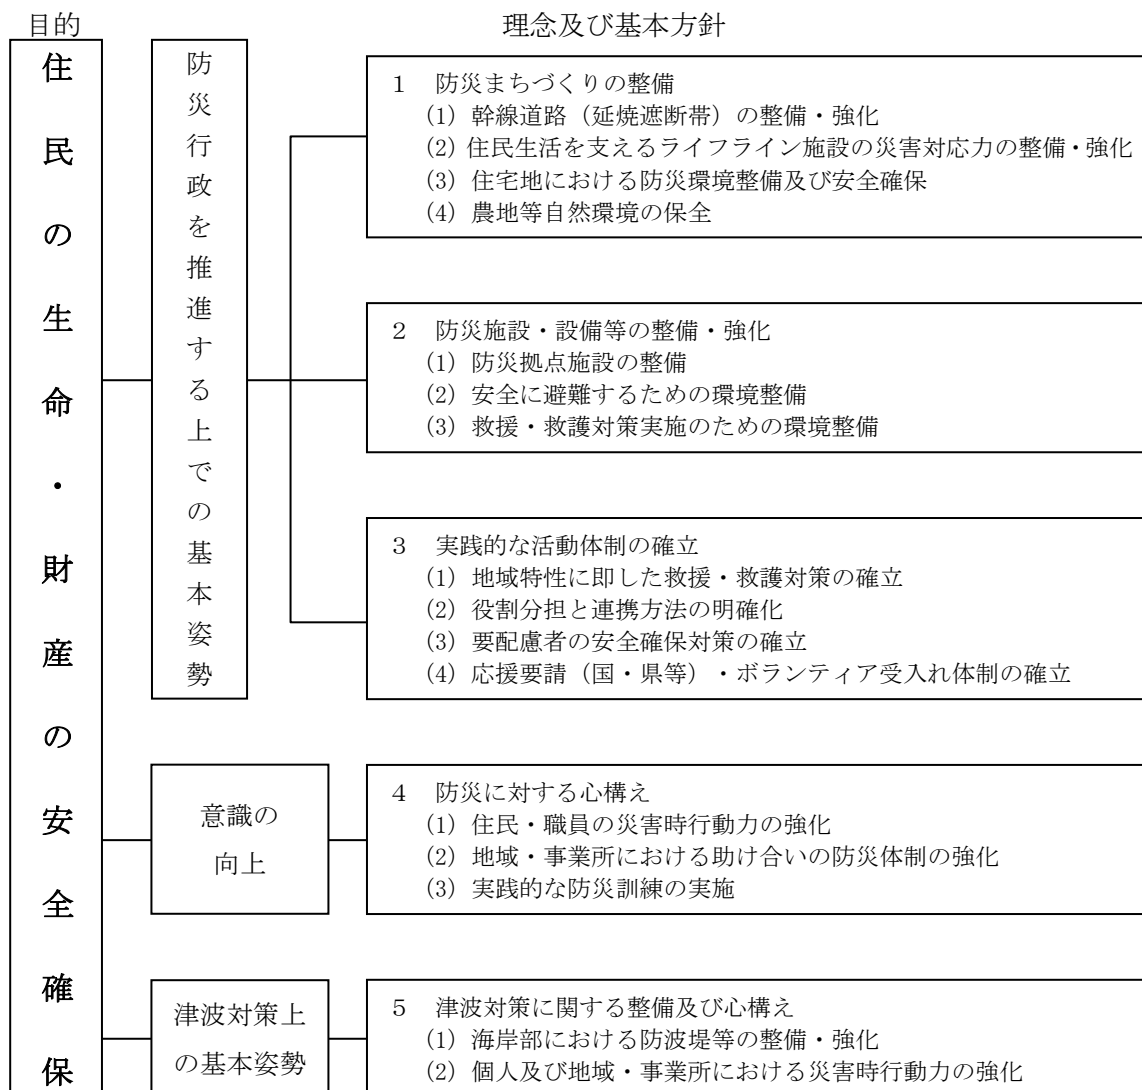 目的
理念及び基本方針
住民の生命・財産の安全確保
防災行政を推進する上での基本姿勢
1 防災まちづくりの整備
(1) 幹線道路（延焼遮断帯）の整備・強化
(2) 住民生活を支えるライフライン施設の災害対応力の整備・強化
(3) 住宅地における防災環境整備及び安全確保
(4) 農地等自然環境の保全
2 防災施設・設備等の整備・強化
(1) 防災拠点施設の整備
(2) 安全に避難するための環境整備
(3) 救援・救護対策実施のための環境整備
3 実践的な活動体制の確立
(1) 地域特性に即した救援・救護対策の確立
(2) 役割分担と連携方法の明確化
(3) 要配慮者の安全確保対策の確立
(4) 応援要請（国・県等）・ボランティア受入れ体制の確立
意識の
向上
4 防災に対する心構え
(1) 住民・職員の災害時行動力の強化
(2) 地域・事業所における助け合いの防災体制の強化
(3) 実践的な防災訓練の実施
津波対策上
の基本姿勢
5 津波対策に関する整備及び心構え
(1) 海岸部における防波堤等の整備・強化
(2) 個人及び地域・事業所における災害時行動力の強化